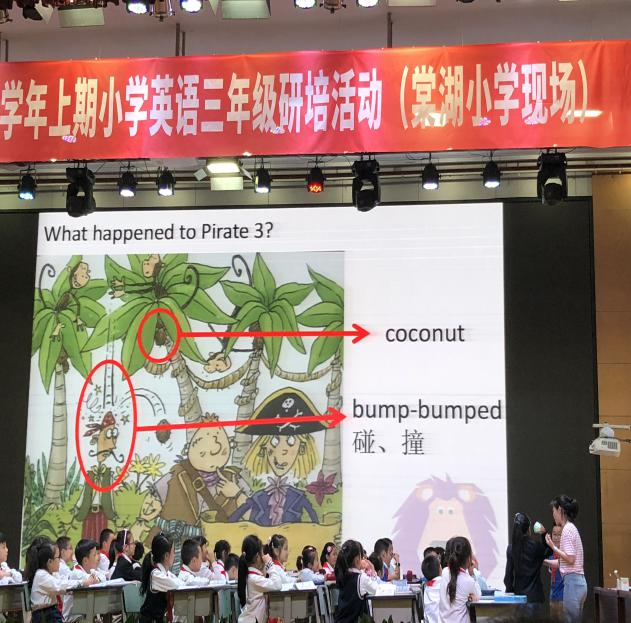 学年上期小学英语三年级研培活动（棠湖小学现场）
What happened to Pirate 3?
coconut
bump-bumped
碰、撞